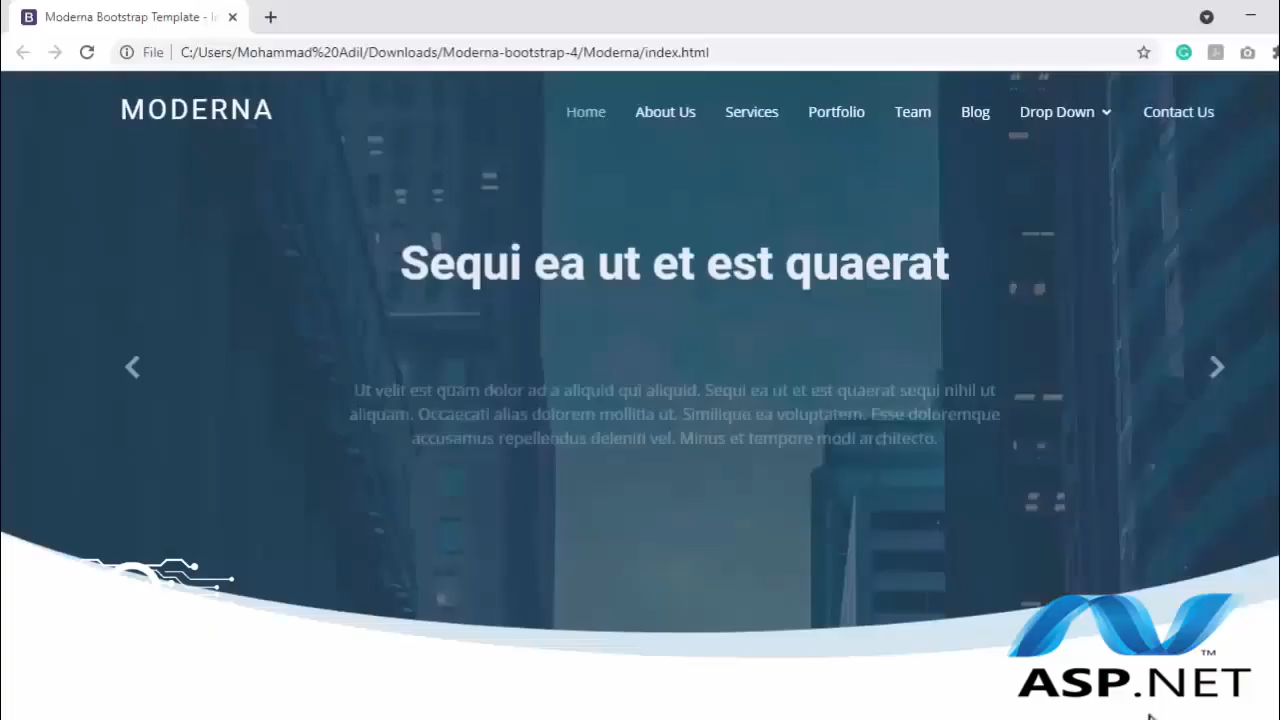 Moderna Bootstrap Template - I
File
C:/Users/Mohammad%20Adil/Downloads/Moderna-bootstrap-4/Moderna/index.html
MODERNA
Home About Us Services Portfolio Team Blog Drop Down Contact Us
Sequi ea ut et est quaerat
Ut velit est quam dolor ad a aliquid qui aliquid. Sequi ea ut et est quaerat sequi nihil ut
aliquam. Occaecati alias dolorem mollitia ut. Similique ea voluptatem. Esse doloremque
accusamus repellendus deleniti vel. Minus et tempore modi architecto.
TM
ASP.NET